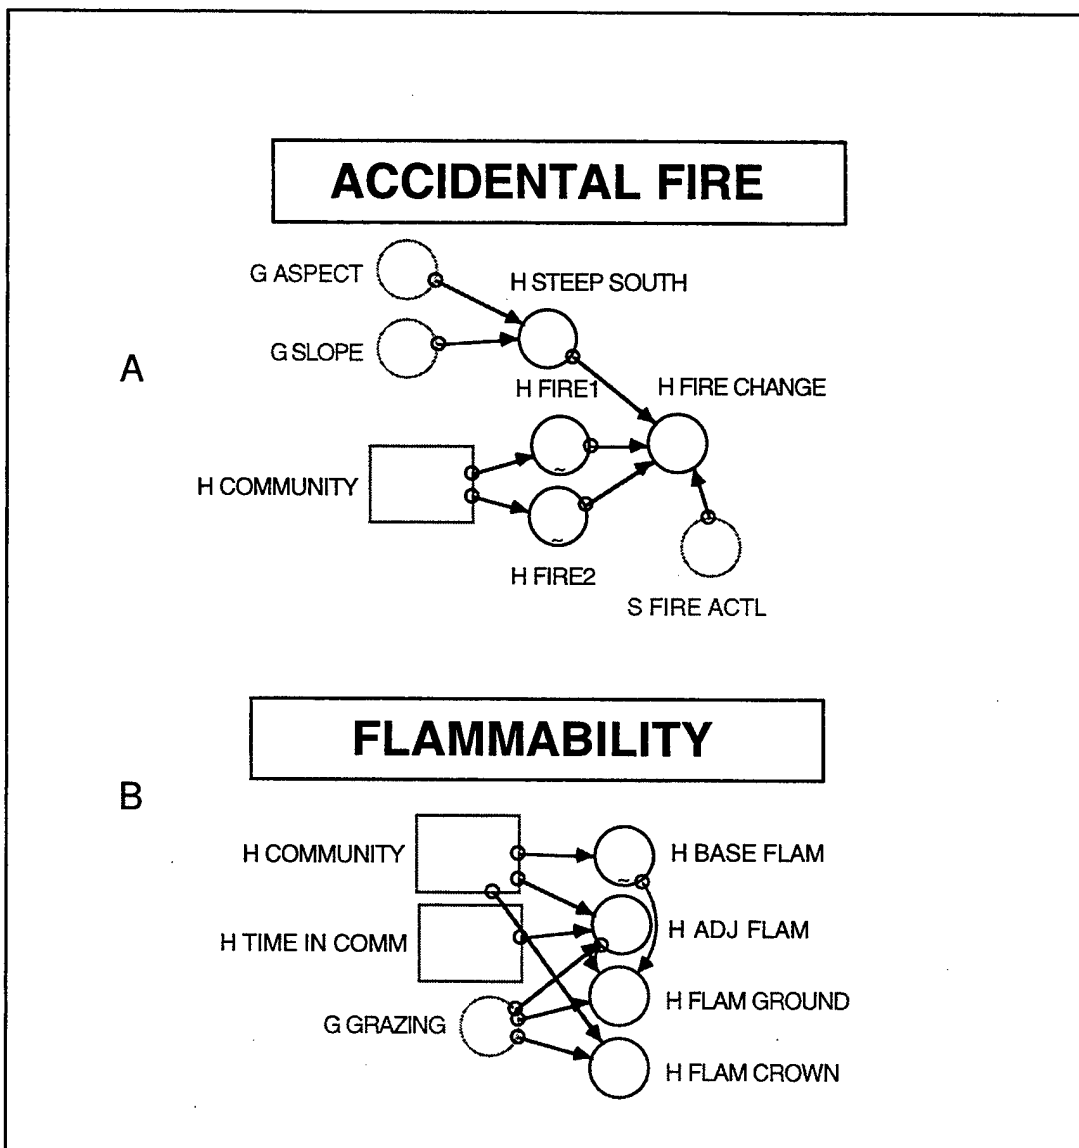 ACCIDENTAL FIRE
G ASPECT
H STEEP SOUTH
G SLOPE
A
H FIRE1
H FIRE CHANGE
H COMMUNITY
~
~
H FIRE2
S FIRE ACTL
FLAMMABILITY
B
H COMMUNITY
H BASE FLAM
~
H TIME IN COMM
H ADJ FLAM
G GRAZING
H FLAM GROUND
H FLAM CROWN